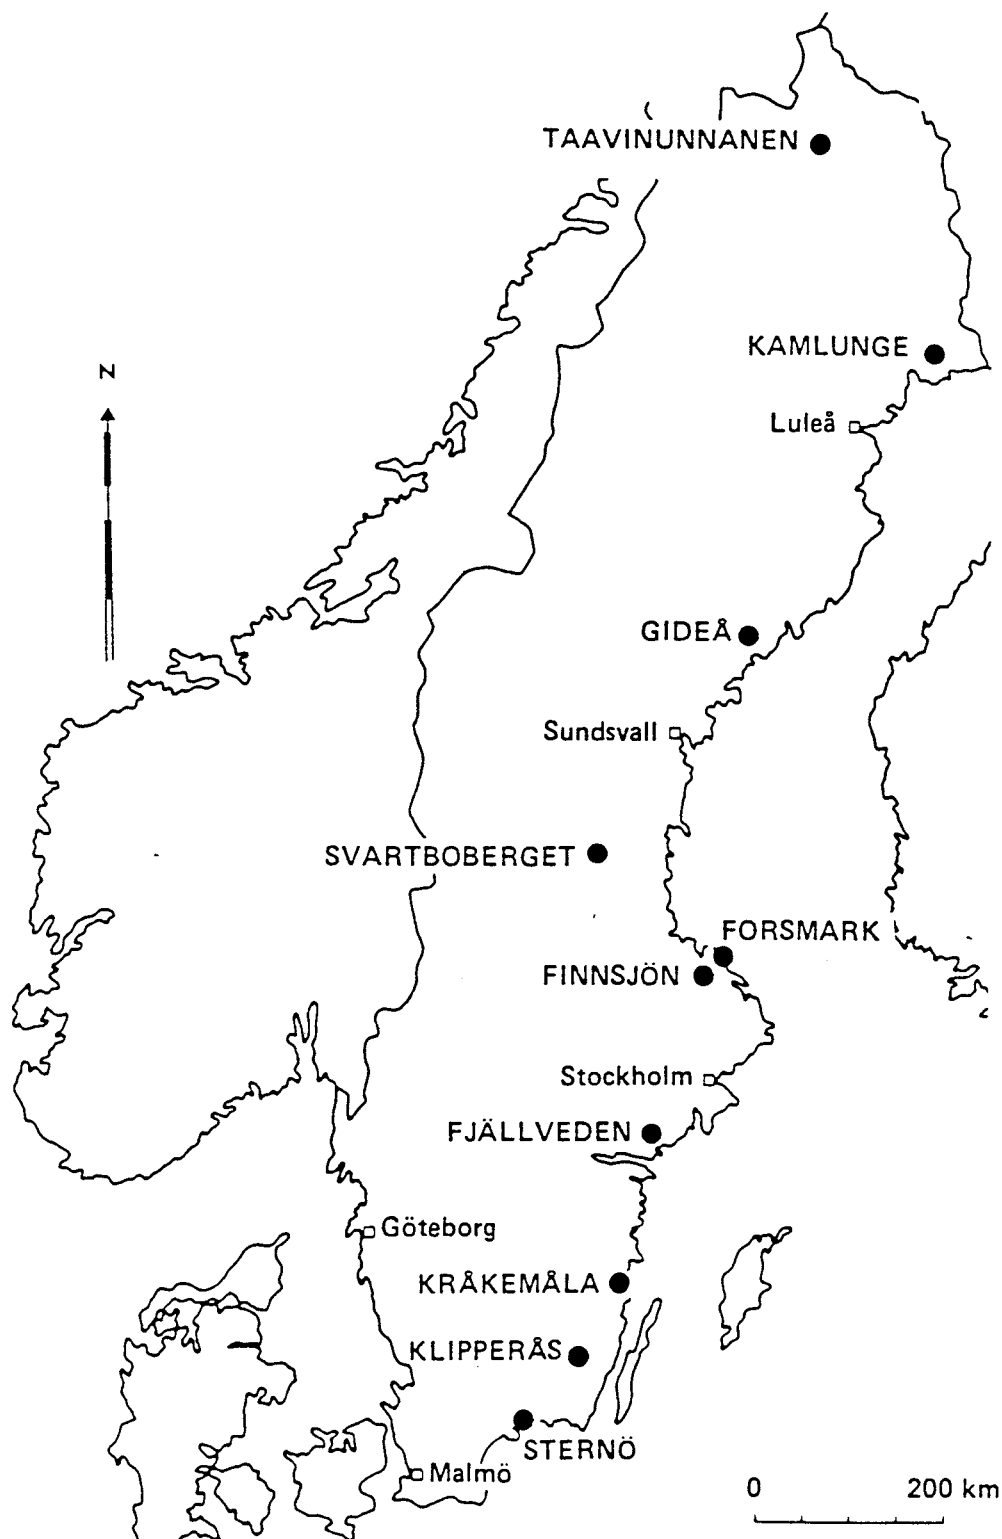 TAAVINUNNANEN
KAMLUNGE
N
Luleå
GIDEÅ
Sundsvall
SVARTBOBERGET
FORSMARK
FINNSJÖN
Stockholm
FJÄLLVEDEN
Göteborg
KRÅKEMÅLA
KLIPPERÅS
STERNÖ
Malmö
0 200 km